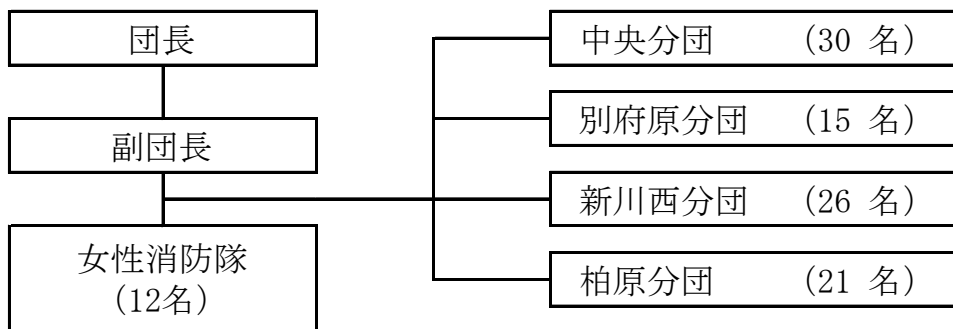 団長
副団長
女性消防隊
(12名)
中央分団 (30 名)
別府原分団 (15 名)
新川西分団 (26 名)
柏原分団 (21 名)